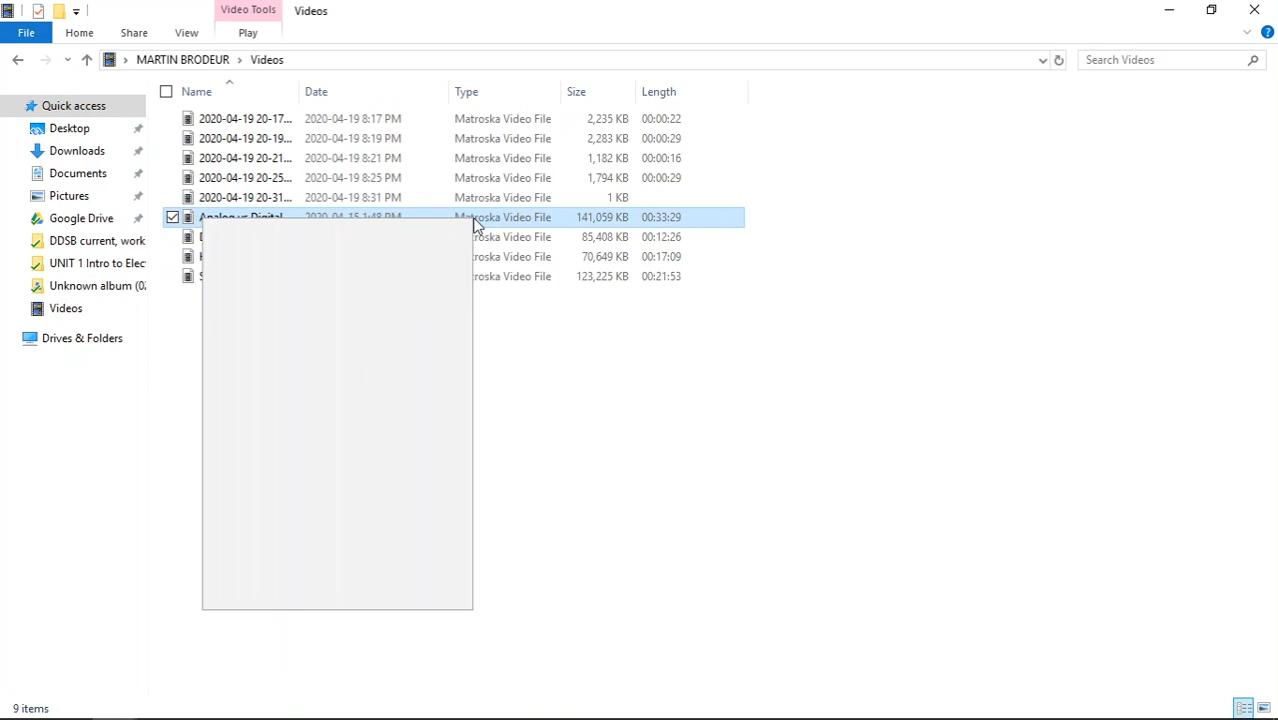 Video Tools Videos
File Home Share View Play
MARTIN BRODEUR Videos Search Videos
Name Date Type Size Length
Quick access
Desktop
Downloads
Documents
Pictures
Google Drive
DDSB current, work
UNIT 1 Intro to Elec
Unknown album (02
Videos
Drives & Folders
2020-04-19 20-17... 2020-04-19 8:17 PM Matroska Video File 2,235 KB 00:00:22
2020-04-19 20-19... 2020-04-19 8:19 PM Matroska Video File 2,283 KB 00:00:29
2020-04-19 20-21... 2020-04-19 8:21 PM Matroska Video File 1,182 KB 00:00:16
2020-04-19 20-25... 2020-04-19 8:25 PM Matroska Video File 1,794 KB 00:00:29
2020-04-19 20-31... 2020-04-19 8:31 PM Matroska Video File 1 KB
Analog vs Digital 2020-04-15 1:48 PM Matroska Video File 141,059 KB 00:33:29
roska Video File 85,408 KB 00:12:26
roska Video File 70,649 KB 00:17:09
roska Video File 123,225 KB 00:21:53
9 items